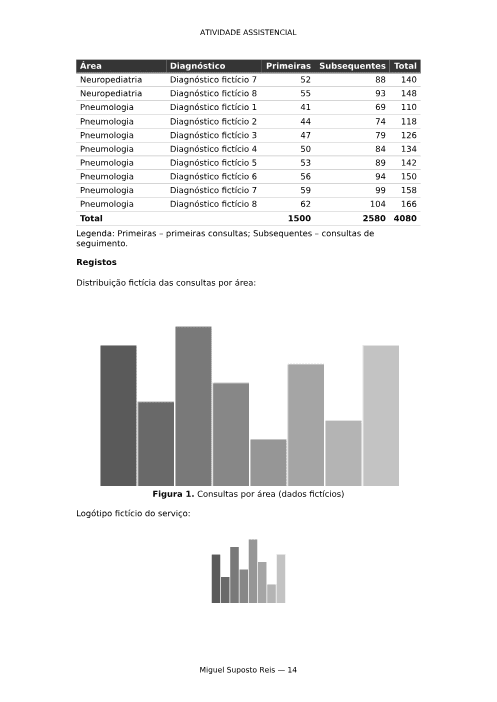 ATIVIDADE ASSISTENCIAL
Área Diagnóstico Primeiras Subsequentes Total
Neuropediatria Diagnóstico fictício 7 52 88 140
Neuropediatria Diagnóstico fictício 8 55 93 148
Pneumologia Diagnóstico fictício 1 41 69 110
Pneumologia Diagnóstico fictício 2 44 74 118
Pneumologia Diagnóstico fictício 3 47 79 126
Pneumologia Diagnóstico fictício 4 50 84 134
Pneumologia Diagnóstico fictício 5 53 89 142
Pneumologia Diagnóstico fictício 6 56 94 150
Pneumologia Diagnóstico fictício 7 59 99 158
Pneumologia Diagnóstico fictício 8 62 104 166
Total 1500 2580 4080
Legenda: Primeiras – primeiras consultas; Subsequentes – consultas de
seguimento.
Registos
Distribuição fictícia das consultas por área:
Figura 1. Consultas por área (dados fictícios)
Logótipo fictício do serviço:
Miguel Suposto Reis — 14